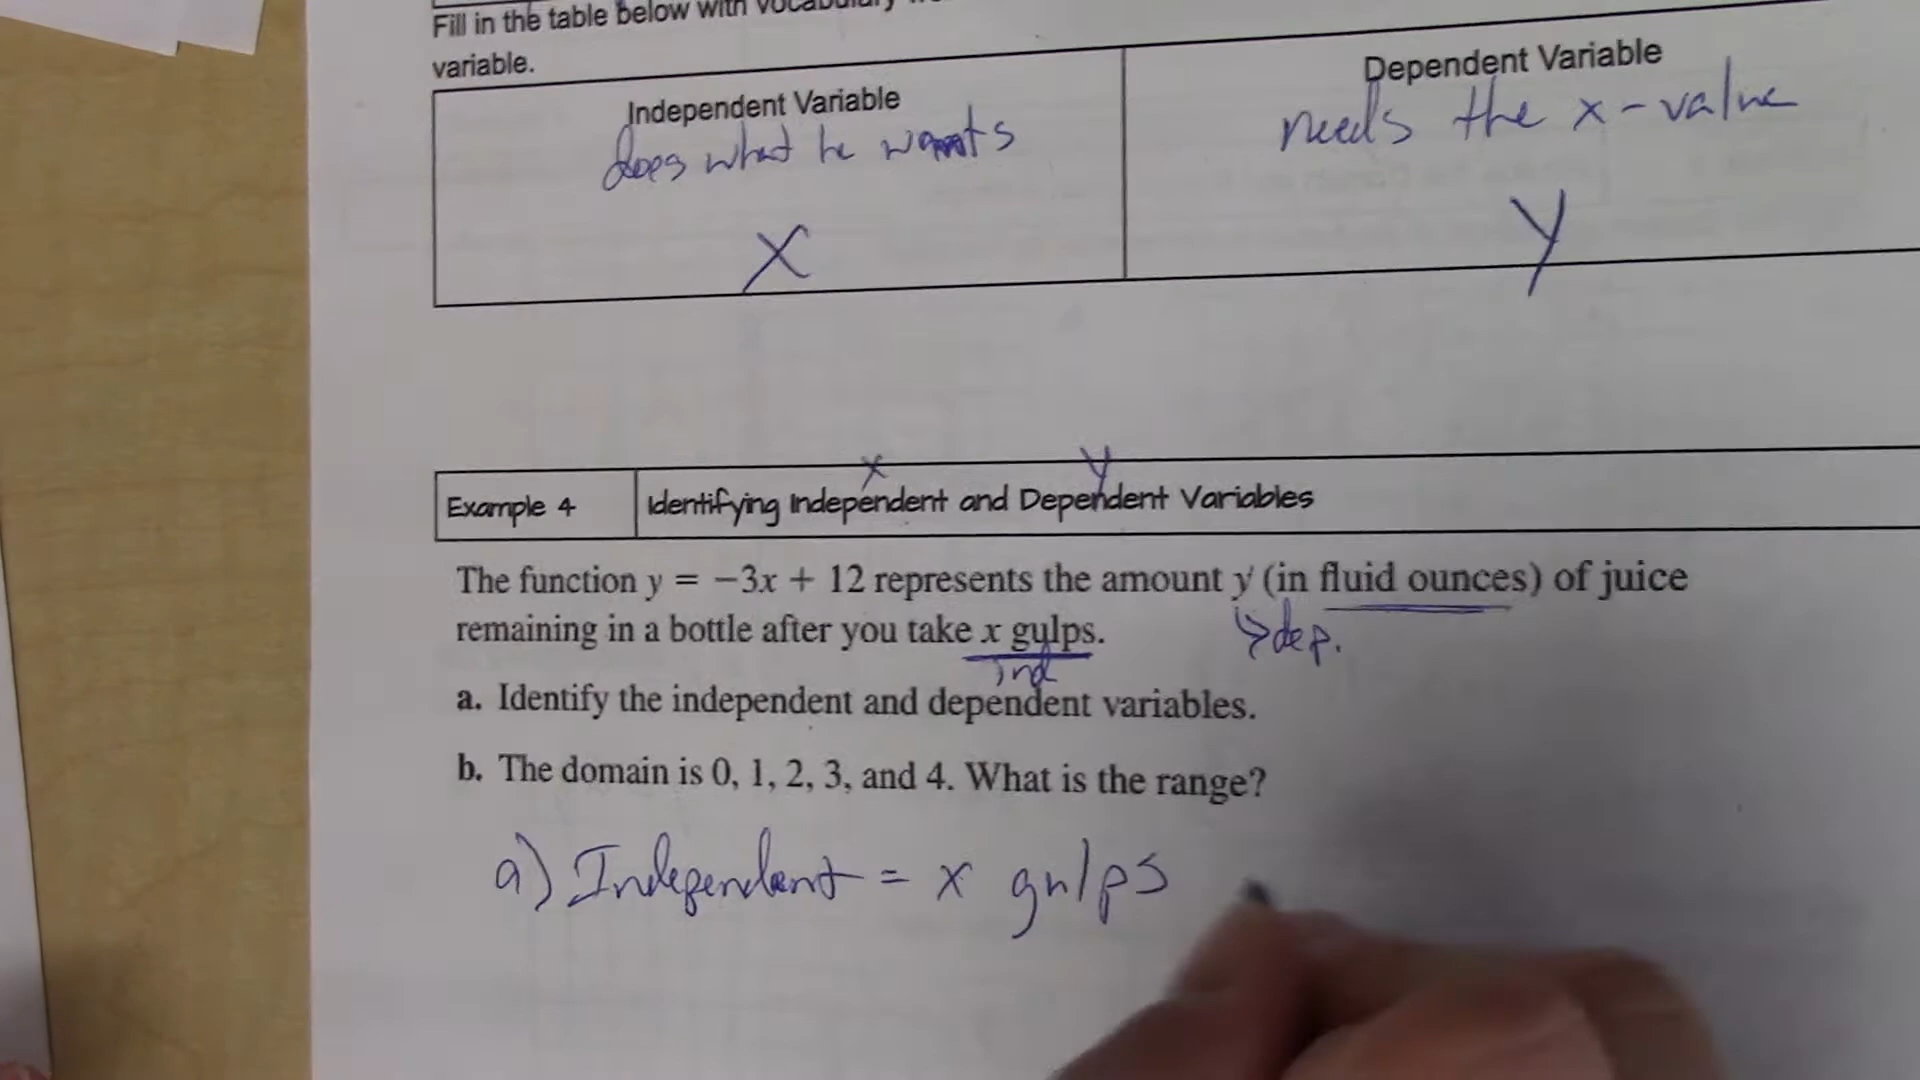 Fill in the table below with vocabulary
variable.
Independent Variable
does what he wants
X
Dependent Variable
needs the x-value
y
x y
Example 4 Identifying Independent and Dependent Variables
The function y = −3x + 12 represents the amount y (in fluid ounces) of juice
remaining in a bottle after you take x gulps.
↳dep.
ind
a. Identify the independent and dependent variables.
b. The domain is 0, 1, 2, 3, and 4. What is the range?
a) Independent = x gulps